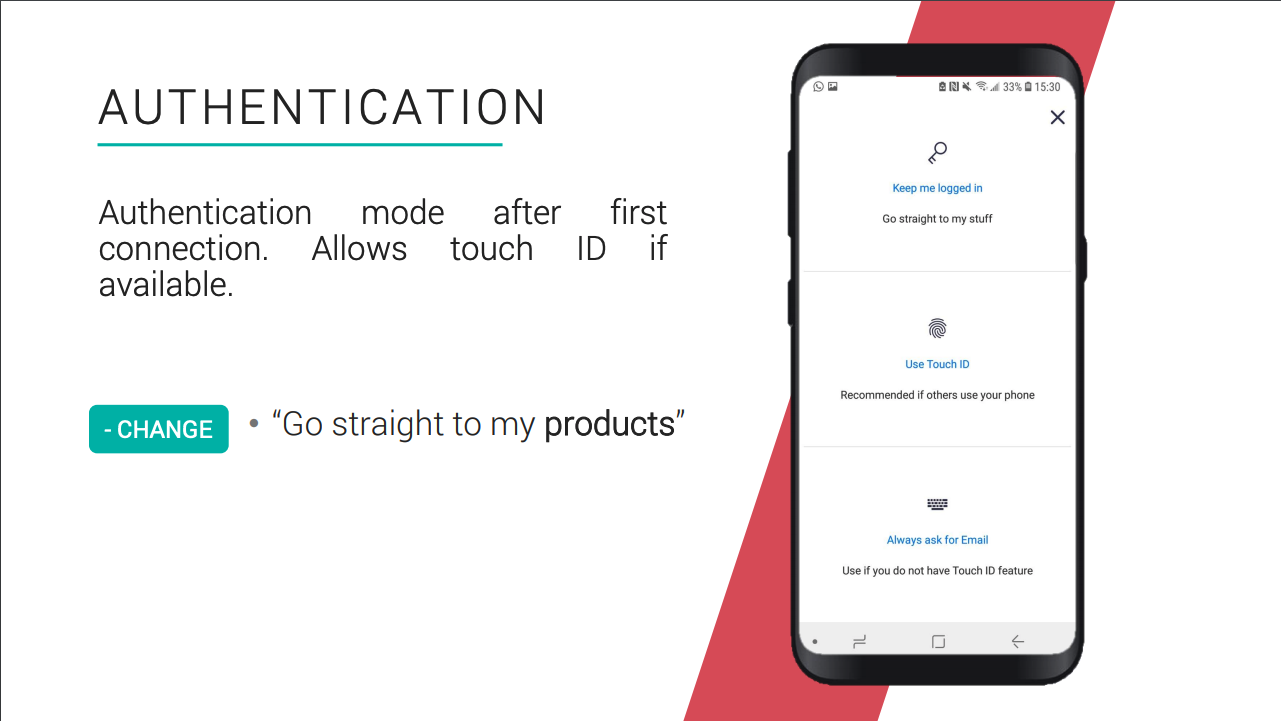 AUTHENTICATION
Authentication mode after first
connection. Allows touch ID if
available.
- CHANGE
• “Go straight to my products”
33% 15:30
Keep me logged in
Go straight to my stuff
Use Touch ID
Recommended if others use your phone
Always ask for Email
Use if you do not have Touch ID feature